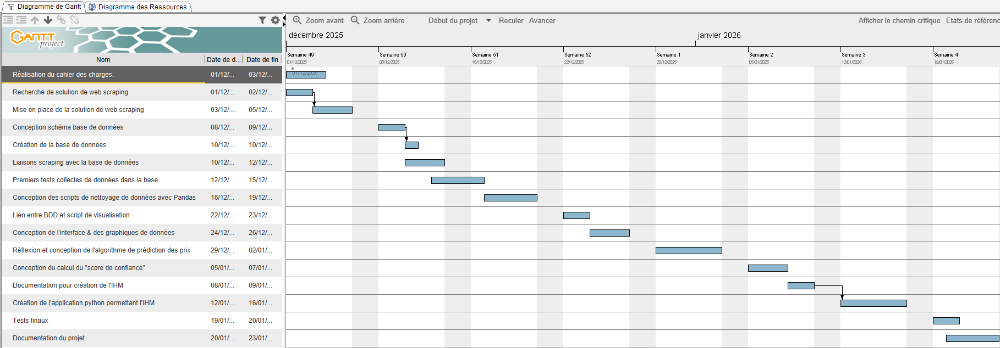 Diagramme de Gantt Diagramme des Ressources
Zoom avant Zoom arrière Début du projet Reculer Avancer Afficher le chemin critique Etats de référenc
GANTT project
décembre 2025 janvier 2026
Nom Date de d... Date de fin
Semaine 49 Semaine 50 Semaine 51 Semaine 52 Semaine 1 Semaine 2 Semaine 3 Semaine 4
01/12/2025 08/12/2025 15/12/2025 22/12/2025 29/12/2025 05/01/2026 12/01/2026 19/01/2026
01/12/2025
Réalisation du cahier des charges. 01/12/... 03/12/...
Recherche de solution de web scraping 01/12/... 02/12/...
Mise en place de la solution de web scraping 03/12/... 05/12/...
Conception schéma base de données 08/12/... 09/12/...
Création de la base de données 10/12/... 10/12/...
Liaisons scraping avec la base de données 10/12/... 12/12/...
Premiers tests collectes de données dans la base 12/12/... 15/12/...
Conception des scripts de nettoyage de données avec Pandas 16/12/... 19/12/...
Lien entre BDD et script de visualisation 22/12/... 23/12/...
Conception de l'interface & des graphiques de données 24/12/... 26/12/...
Réflexion et conception de l'algorithme de prédiction des prix 29/12/... 02/01/...
Conception du calcul du "score de confiance" 05/01/... 07/01/...
Documentation pour création de l'IHM 08/01/... 09/01/...
Création de l'application python permettant l'IHM 12/01/... 16/01/...
Tests finaux 19/01/... 20/01/...
Documentation du projet 20/01/... 23/01/...